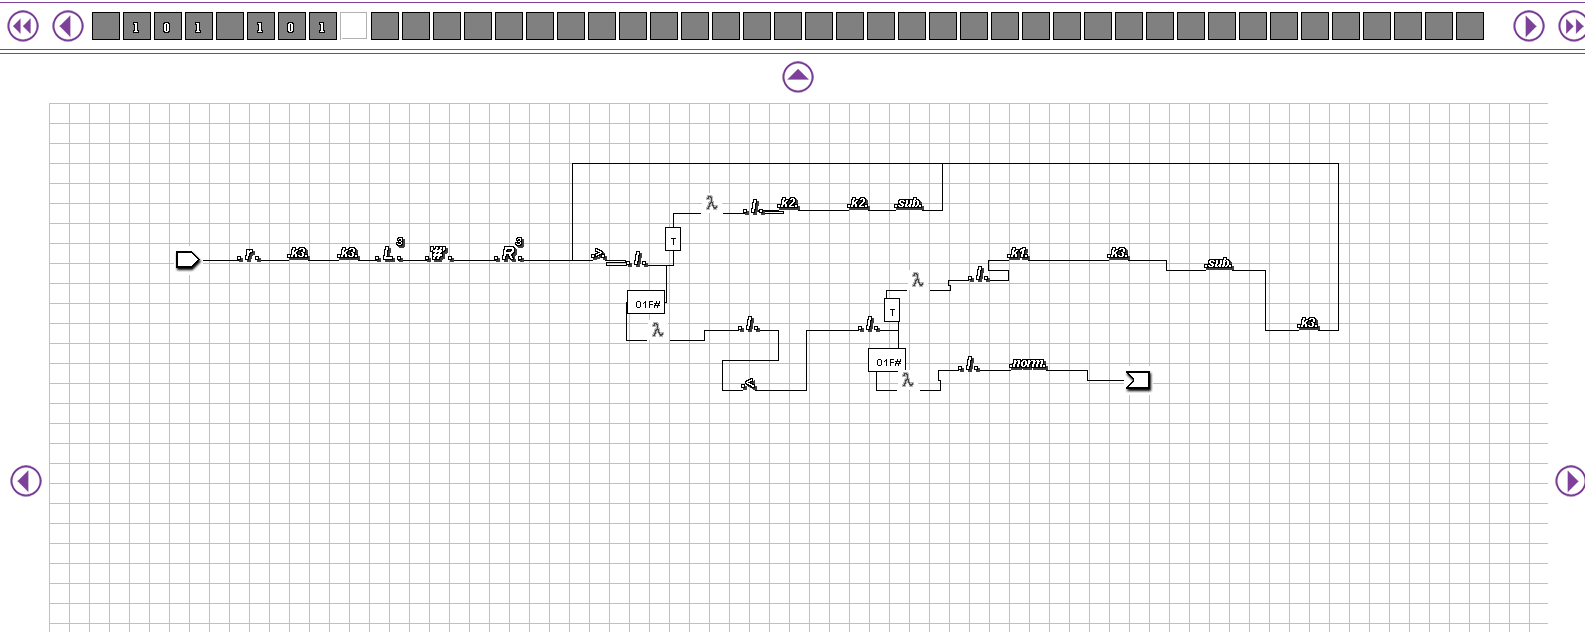 1 0 1 1 0 1
λ .l. .k2. .k2. .sub.
T
.r. .k3. .k3. .L.³ .'#'. .R.³ > .l. .k1. .k3. .sub.
λ .l.
01F# T
λ .l. .l. .k3.
01F# .l. .norm.
< λ